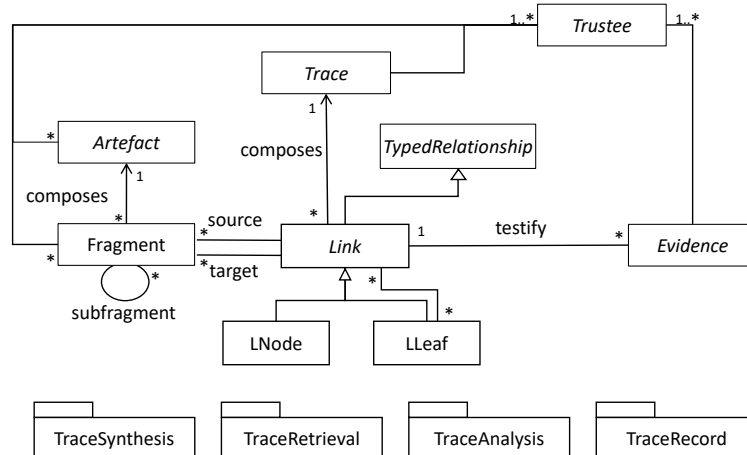 1..*
Trustee
1..*
Trace
1
*
Artefact
TypedRelationship
composes
1
composes
*
*
source
*
Fragment
*
Link
1
testify
*
Evidence
*
*
target
*
subfragment
*
*
LNode
LLeaf
TraceSynthesis
TraceRetrieval
TraceAnalysis
TraceRecord